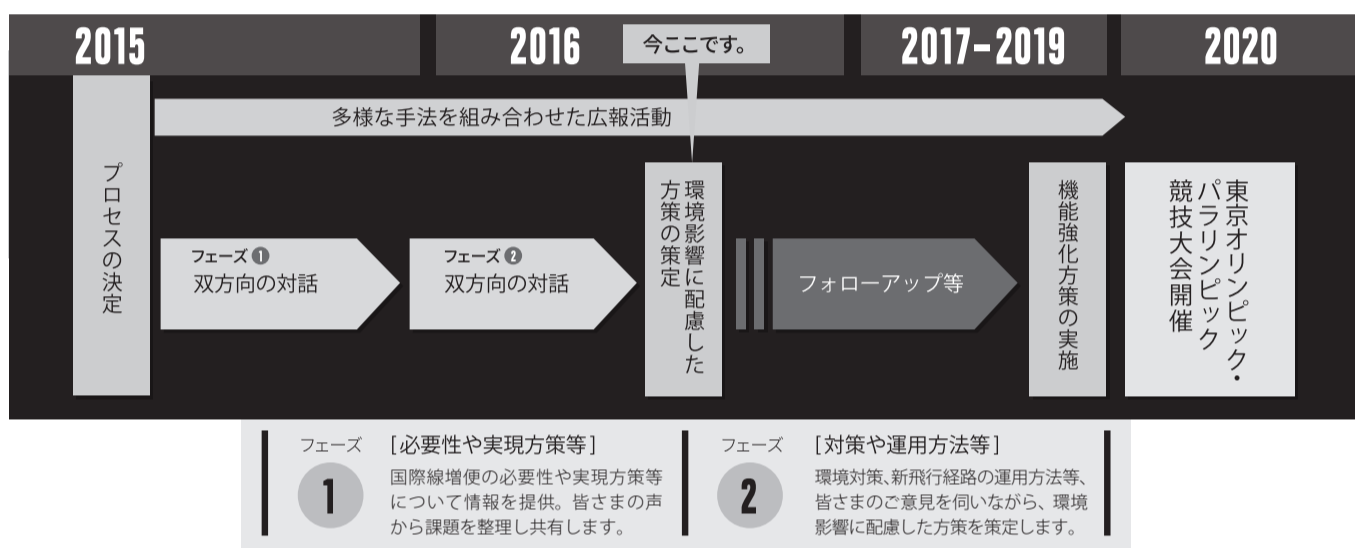 2015
2016
今ここです。
2017-2019
2020
多様な手法を組み合わせた広報活動
プロセスの決定
フェーズ❶
双方向の対話
フェーズ❷
双方向の対話
環境影響に配慮した
方策の策定
フォローアップ等
機能強化方策の実施
東京オリンピック・
パラリンピック
競技大会開催
フェーズ
1
[必要性や実現方策等]
国際線増便の必要性や実現方策等
について情報を提供。皆さまの声
から課題を整理し共有します。
フェーズ
2
[対策や運用方法等]
環境対策、新飛行経路の運用方法等、
皆さまのご意見を伺いながら、環境
影響に配慮した方策を策定します。